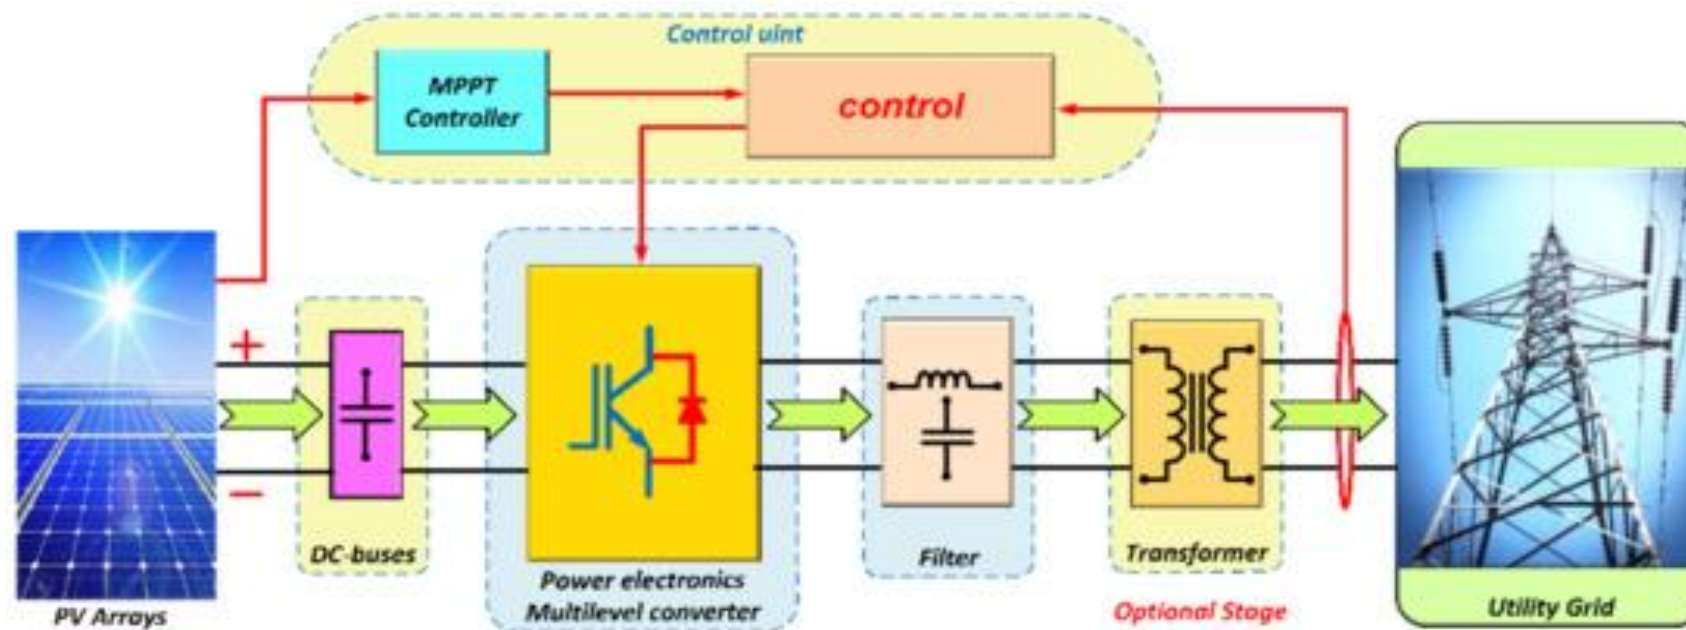 Control uint
MPPT
Controller
control
+
−
PV Arrays
DC-buses
Power electronics
Multilevel converter
Filter
Transformer
Optional Stage
Utility Grid